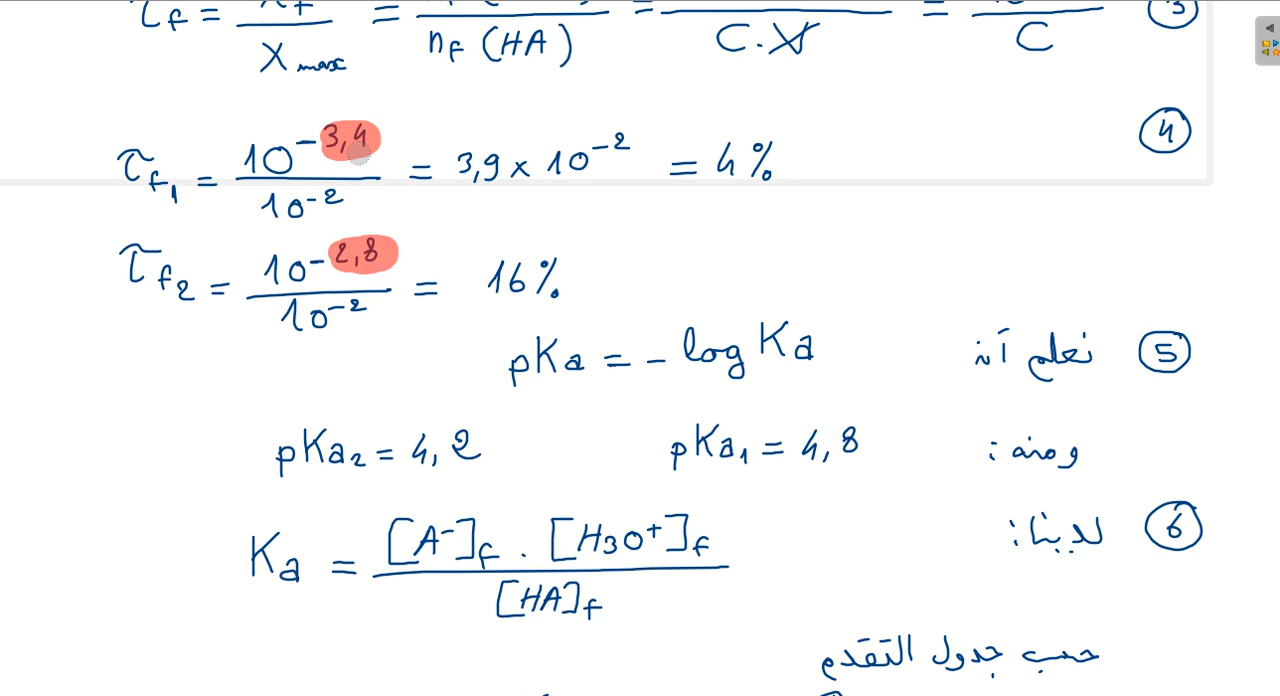 τf = / Xmax = / nf (HA) = / C.V = / C ③
④
τf1 = 10^-3,4 / 10^-2 = 3,9 × 10^-2 = 4%
τf2 = 10^-2,8 / 10^-2 = 16%
⑤ نعلم أن pKa = - log Ka
ومنه : pKa1 = 4,8 pKa2 = 4,2
⑥ لدينا :
Ka = [A-]f . [H3O+]f / [HA]f
حسب جدول التقدم